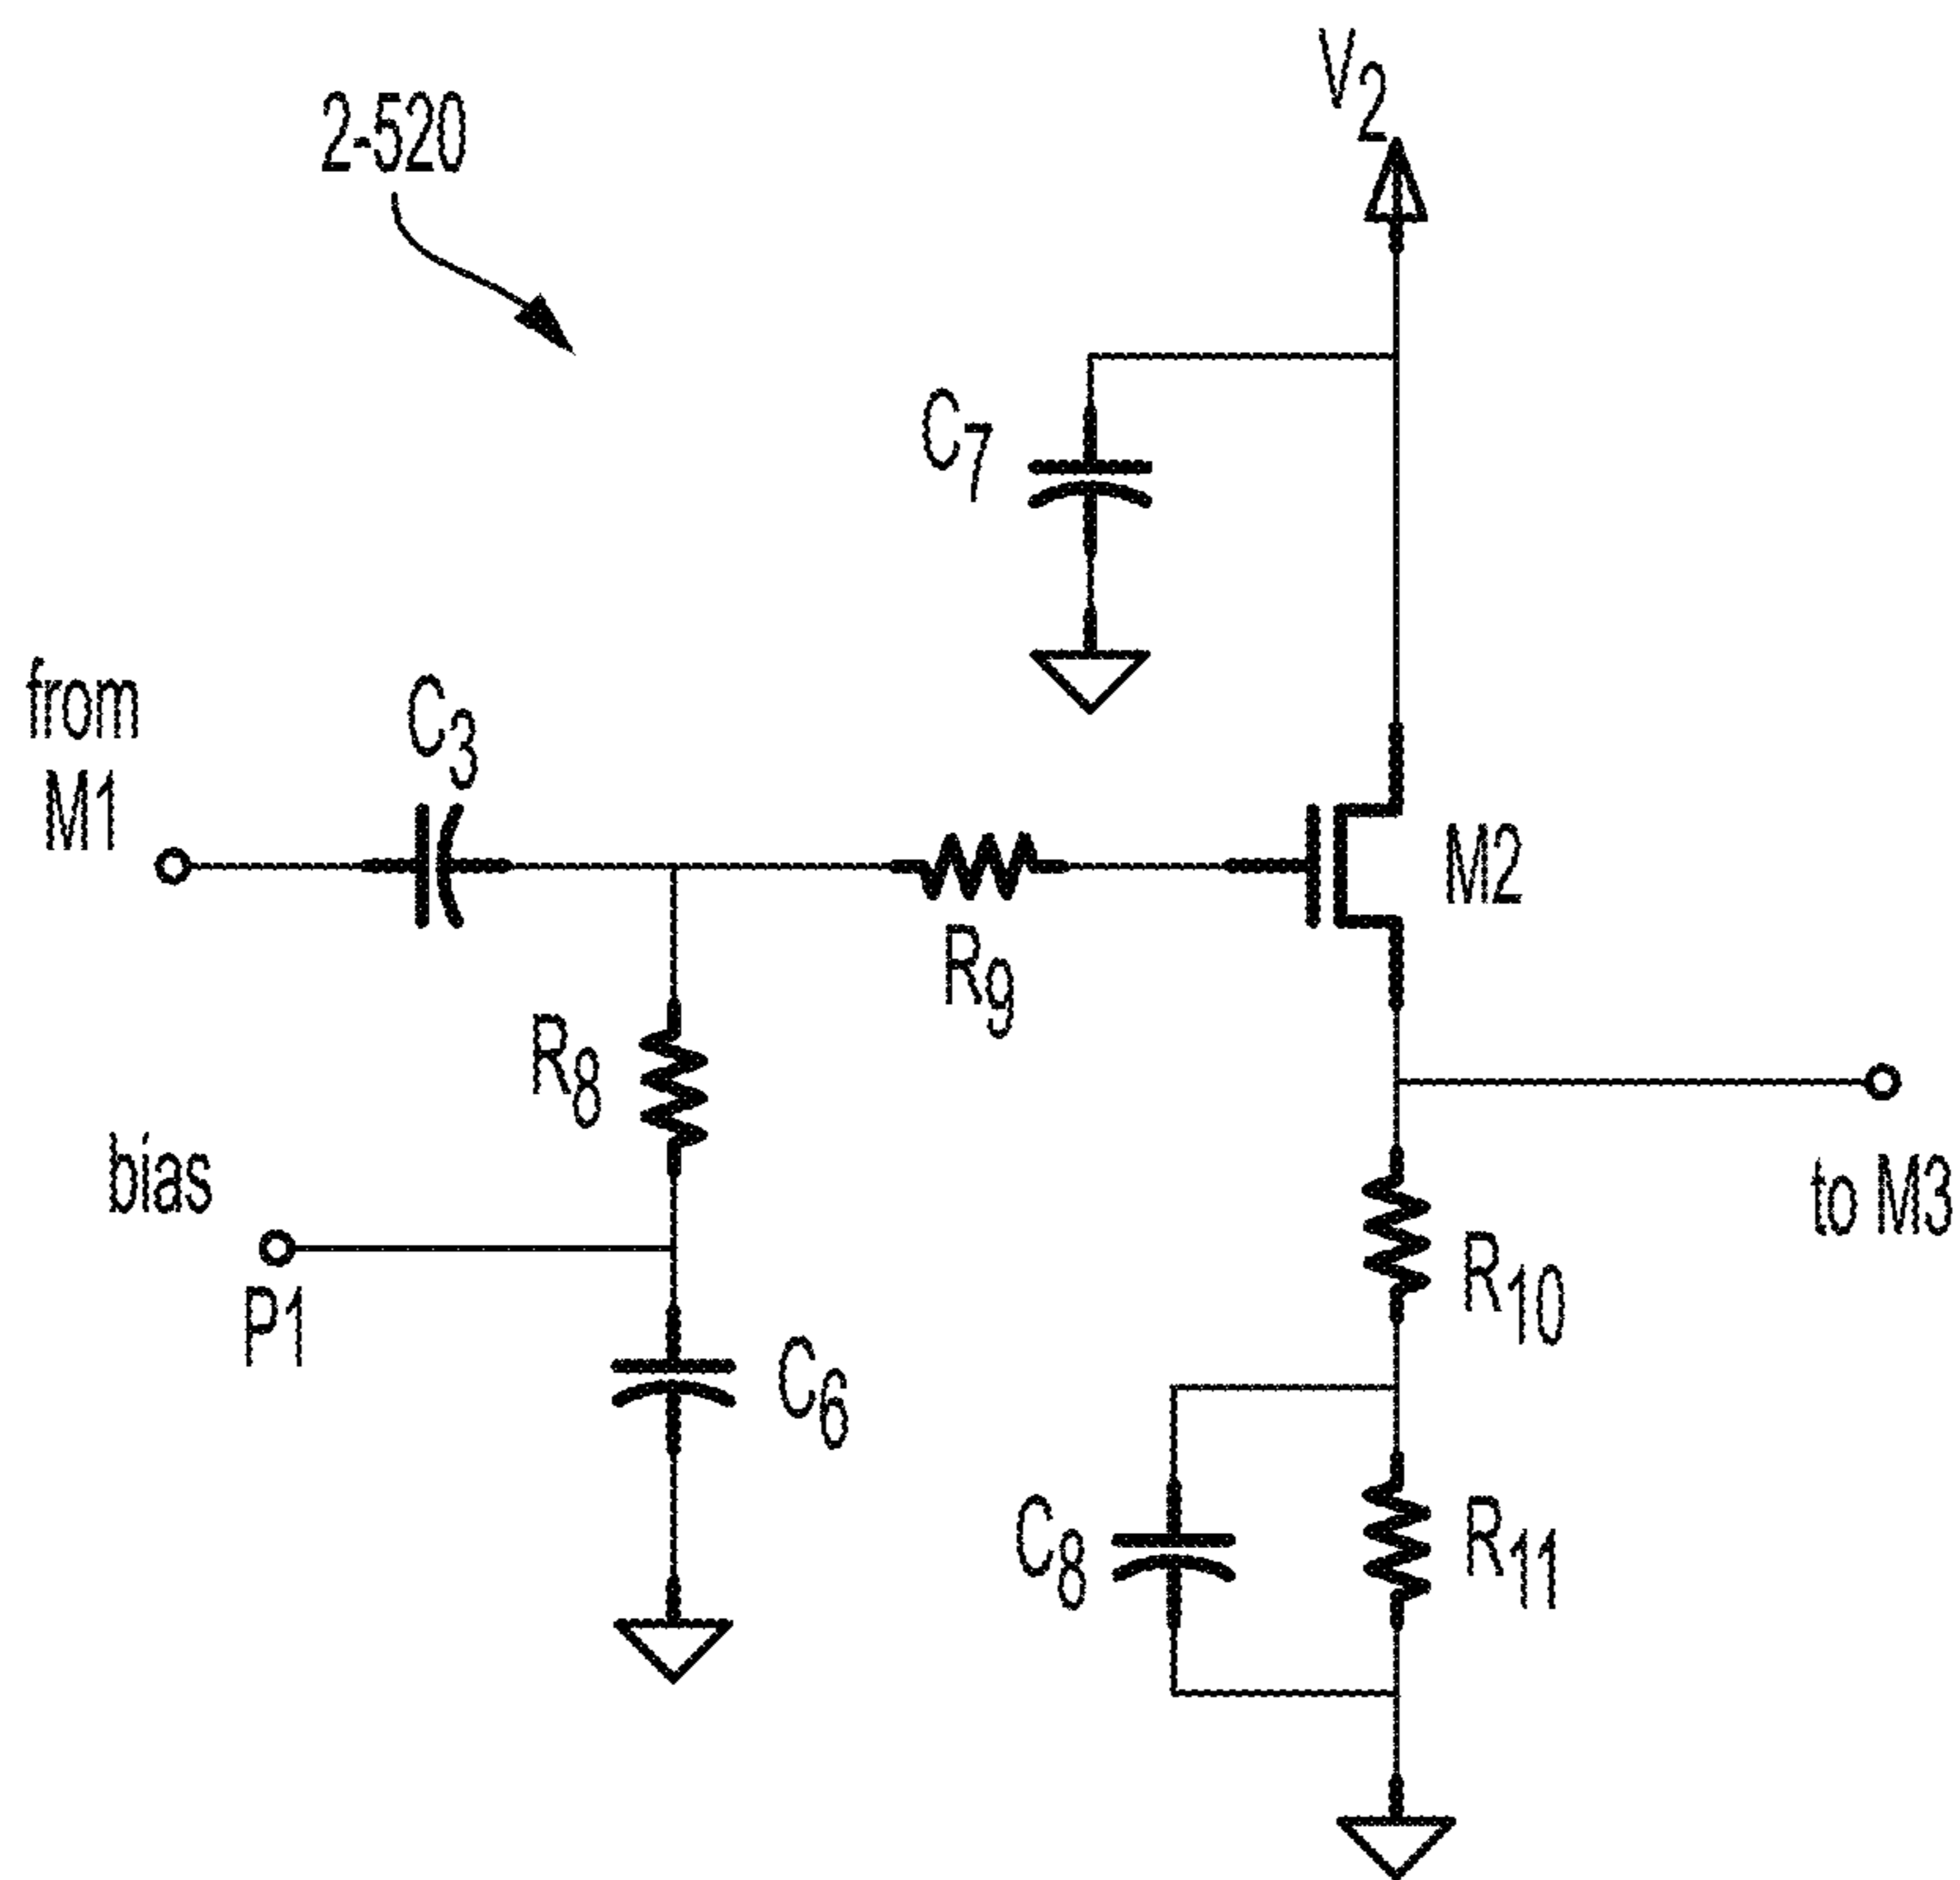 V2
2-520
C7
from
M1
C3
M2
R9
R8
bias
P1
to M3
R10
C6
C8
R11